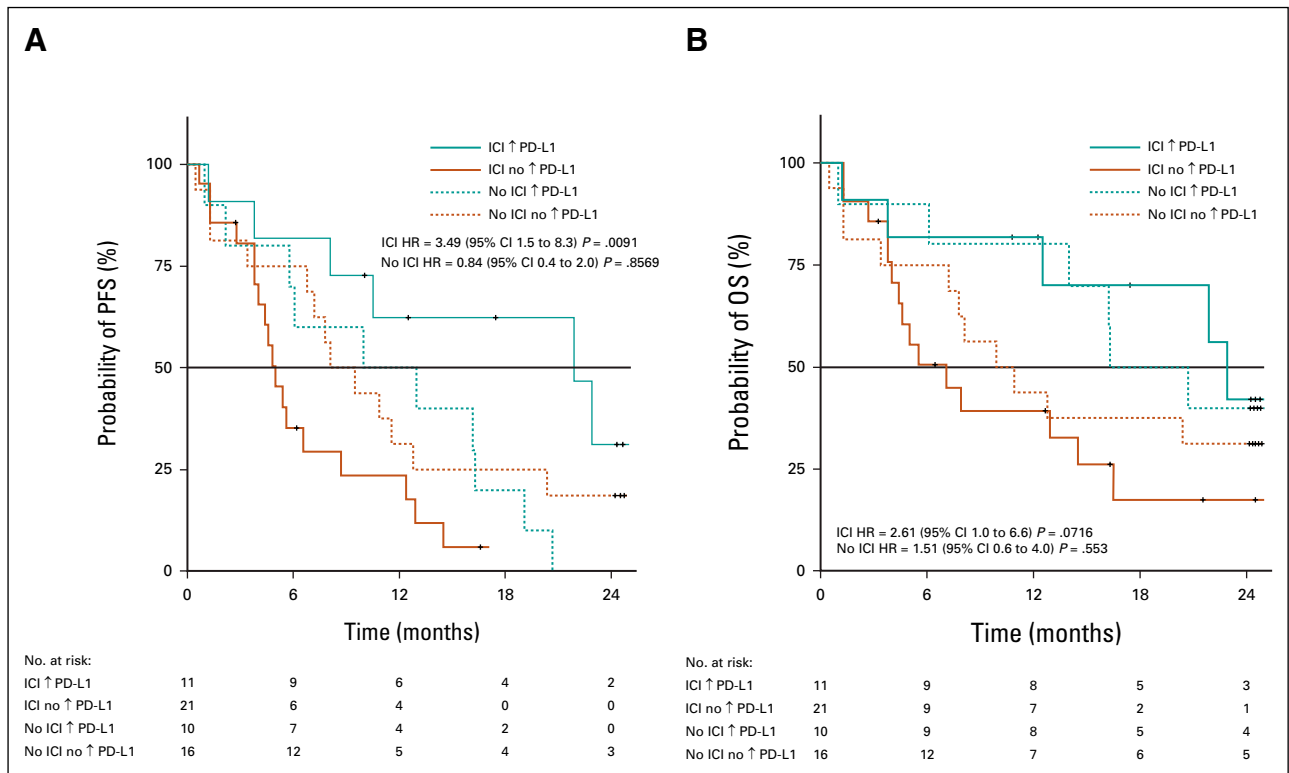 A
B
Probability of PFS (%)
100
75
50
25
0
ICI ↑ PD-L1
ICI no ↑ PD-L1
No ICI ↑ PD-L1
No ICI no ↑ PD-L1
ICI HR = 3.49 (95% CI 1.5 to 8.3) P = .0091
No ICI HR = 0.84 (95% CI 0.4 to 2.0) P = .8569
0 6 12 18 24
Time (months)
No. at risk:
ICI ↑ PD-L1 11 9 6 4 2
ICI no ↑ PD-L1 21 6 4 0 0
No ICI ↑ PD-L1 10 7 4 2 0
No ICI no ↑ PD-L1 16 12 5 4 3
Probability of OS (%)
100
75
50
25
0
ICI ↑ PD-L1
ICI no ↑ PD-L1
No ICI ↑ PD-L1
No ICI no ↑ PD-L1
ICI HR = 2.61 (95% CI 1.0 to 6.6) P = .0716
No ICI HR = 1.51 (95% CI 0.6 to 4.0) P = .553
0 6 12 18 24
Time (months)
No. at risk:
ICI ↑ PD-L1 11 9 8 5 3
ICI no ↑ PD-L1 21 9 7 2 1
No ICI ↑ PD-L1 10 9 8 5 4
No ICI no ↑ PD-L1 16 12 7 6 5